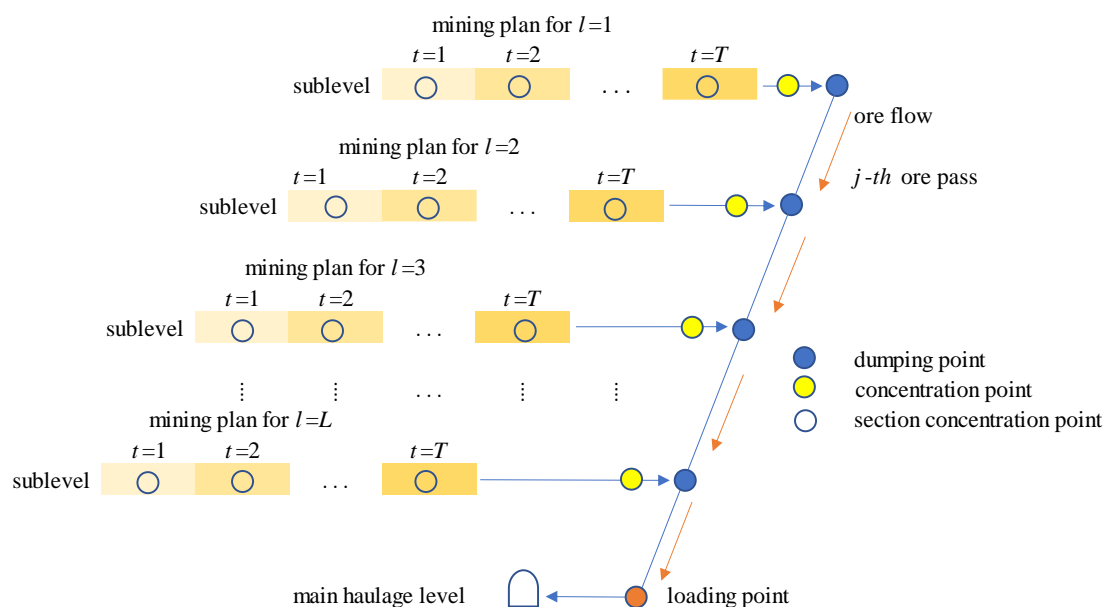 mining plan for l=1
t=1 t=2 t=T
sublevel ...
ore flow
mining plan for l=2
j-th ore pass
t=1 t=2 t=T
sublevel ...
mining plan for l=3
t=1 t=2 t=T
sublevel ...
dumping point
concentration point
...
mining plan for l=L
section concentration point
t=1 t=2 t=T
sublevel ...
main haulage level loading point